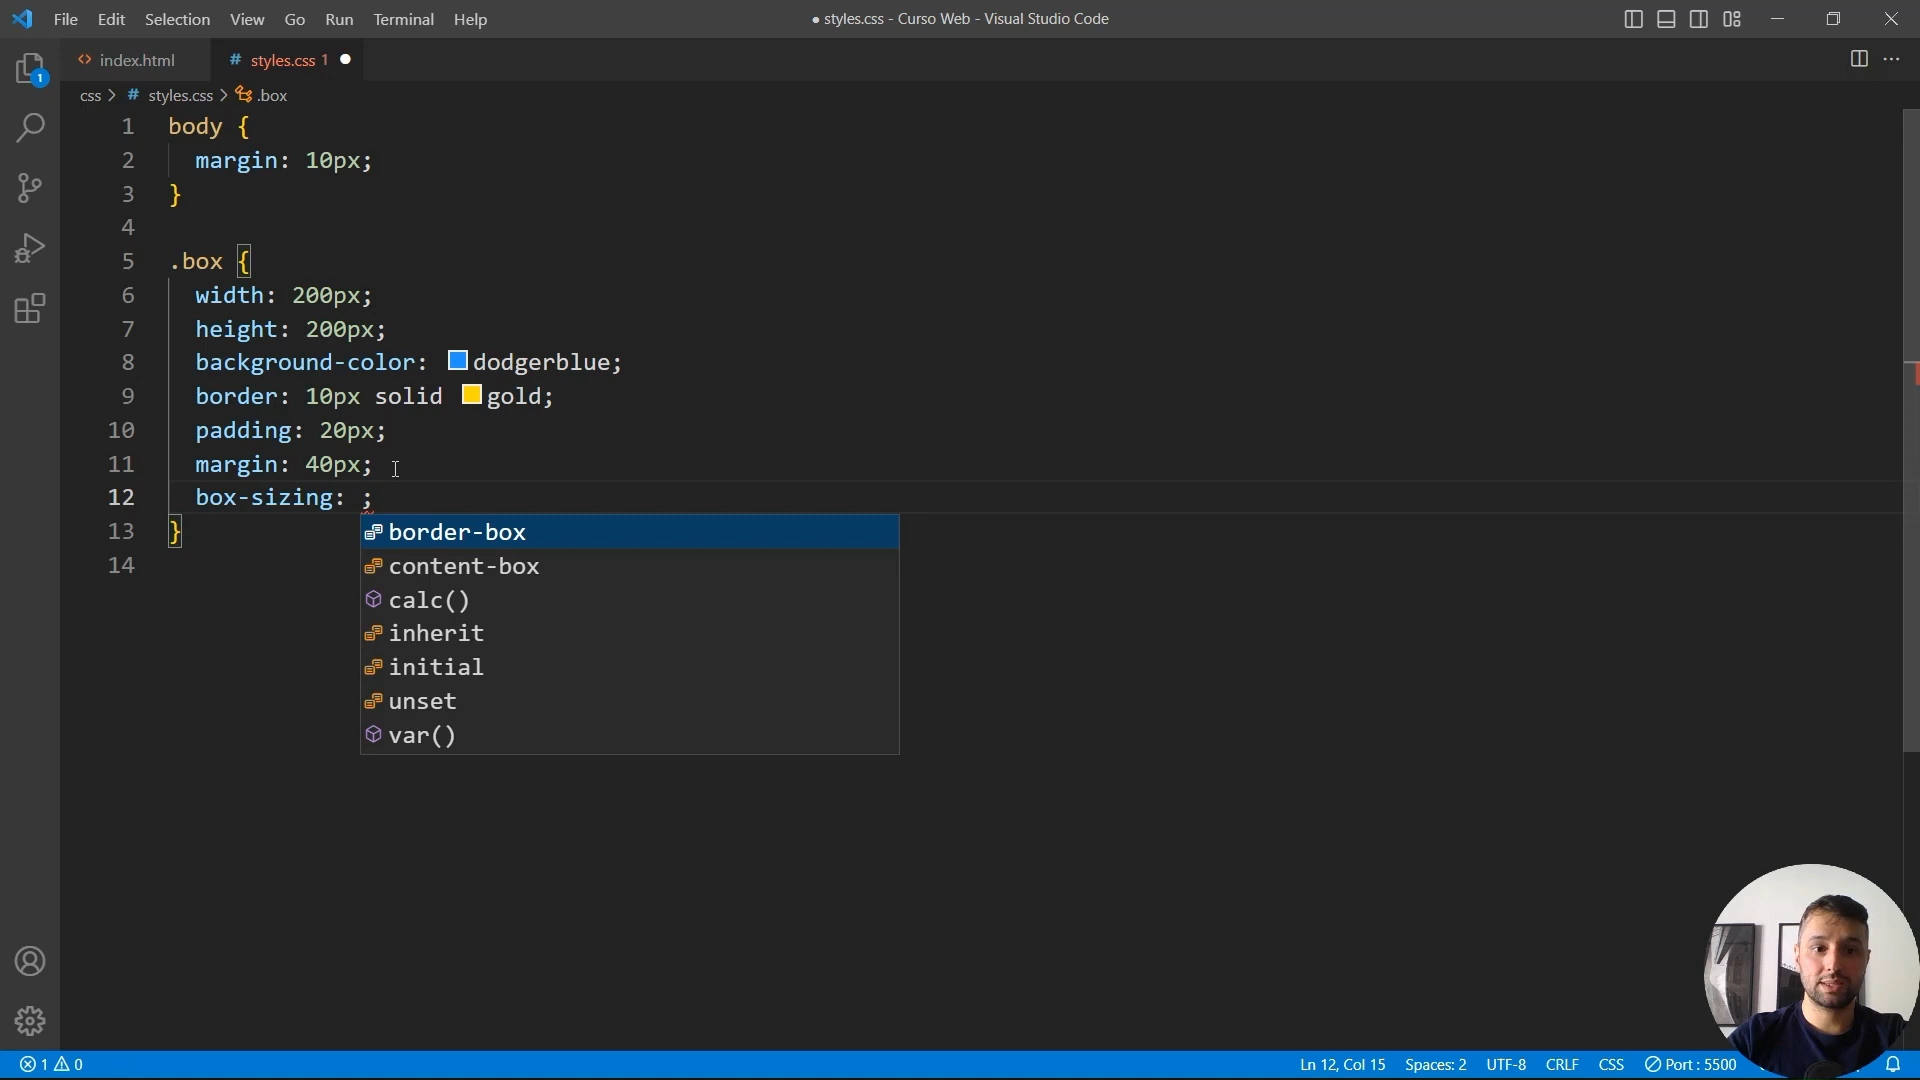 File Edit Selection View Go Run Terminal Help
● styles.css - Curso Web - Visual Studio Code
1
<> index.html
# styles.css 1 ●
css > # styles.css > .box
1 body {
2 margin: 10px;
3 }
4
5 .box {
6 width: 200px;
7 height: 200px;
8 background-color: dodgerblue;
9 border: 10px solid gold;
10 padding: 20px;
11 margin: 40px;
12 box-sizing: ;
13 }
14
border-box
content-box
calc()
inherit
initial
unset
var()
1 0
Ln 12, Col 15 Spaces: 2 UTF-8 CRLF CSS Port : 5500